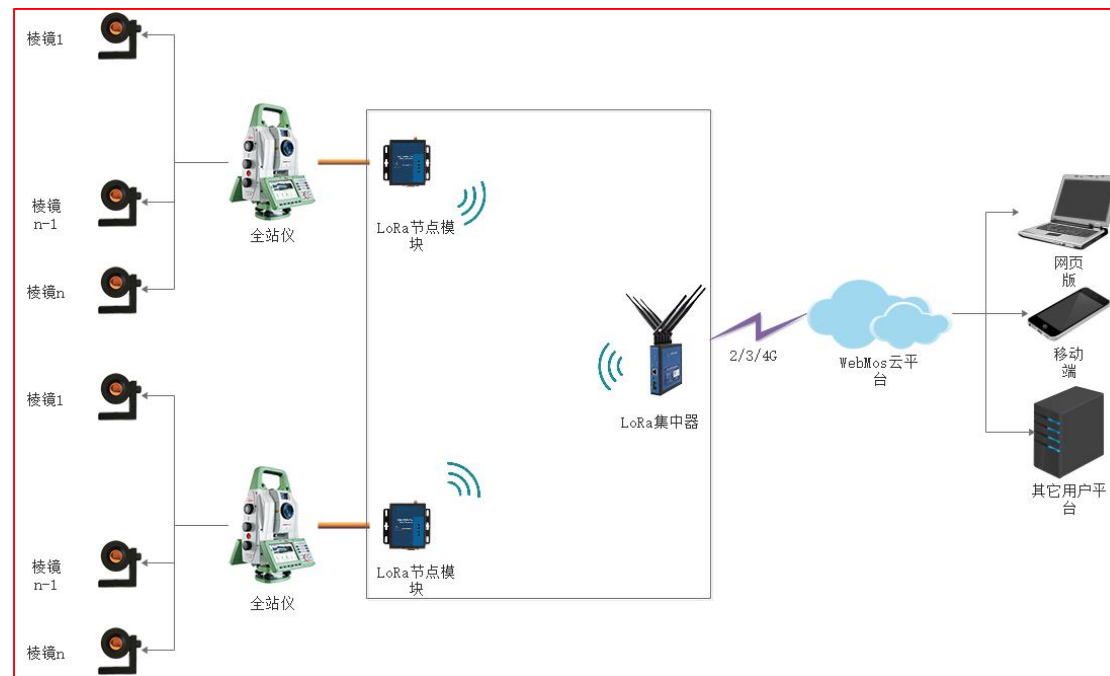 棱镜1
棱镜
n-1
棱镜n
全站仪
LoRa节点模
块
棱镜1
棱镜
n-1
棱镜n
全站仪
LoRa节点模
块
LoRa集中器
2/3/4G
WebMos云平
台
网页
版
移动
端
其它用户平
台